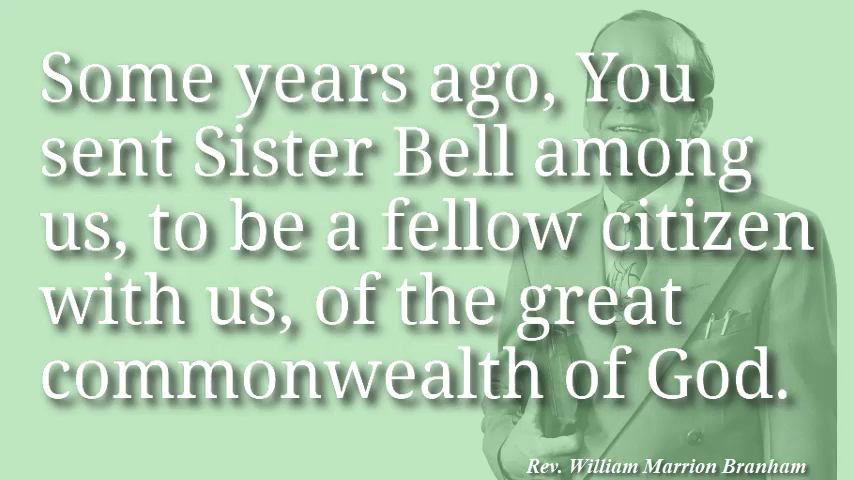 Some years ago, You
sent Sister Bell among
us, to be a fellow citizen
with us, of the great
commonwealth of God.
Rev. William Marrion Branham